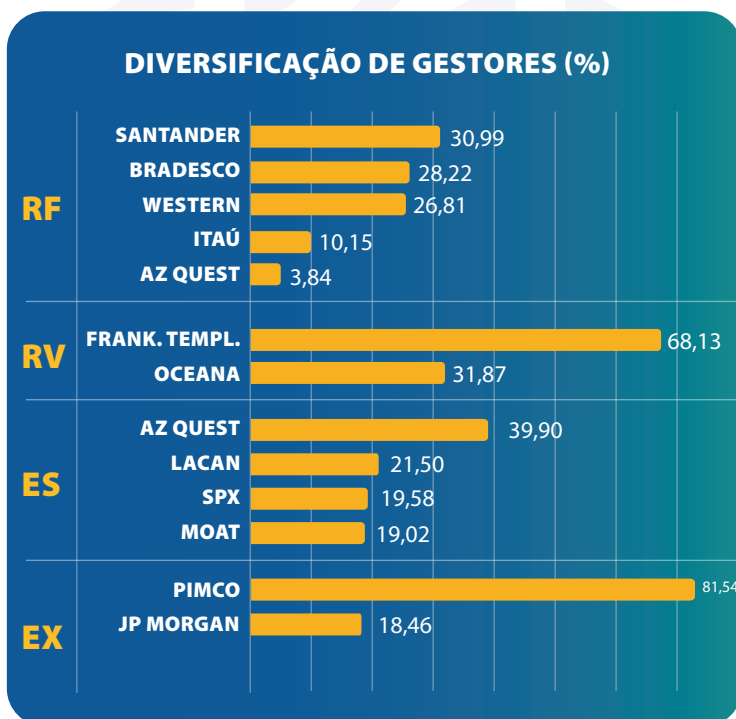 DIVERSIFICAÇÃO DE GESTORES (%)
RF
SANTANDER 30,99
BRADESCO 28,22
WESTERN 26,81
ITAÚ 10,15
AZ QUEST 3,84
RV
FRANK. TEMPL. 68,13
OCEANA 31,87
ES
AZ QUEST 39,90
LACAN 21,50
SPX 19,58
MOAT 19,02
EX
PIMCO 81,54
JP MORGAN 18,46